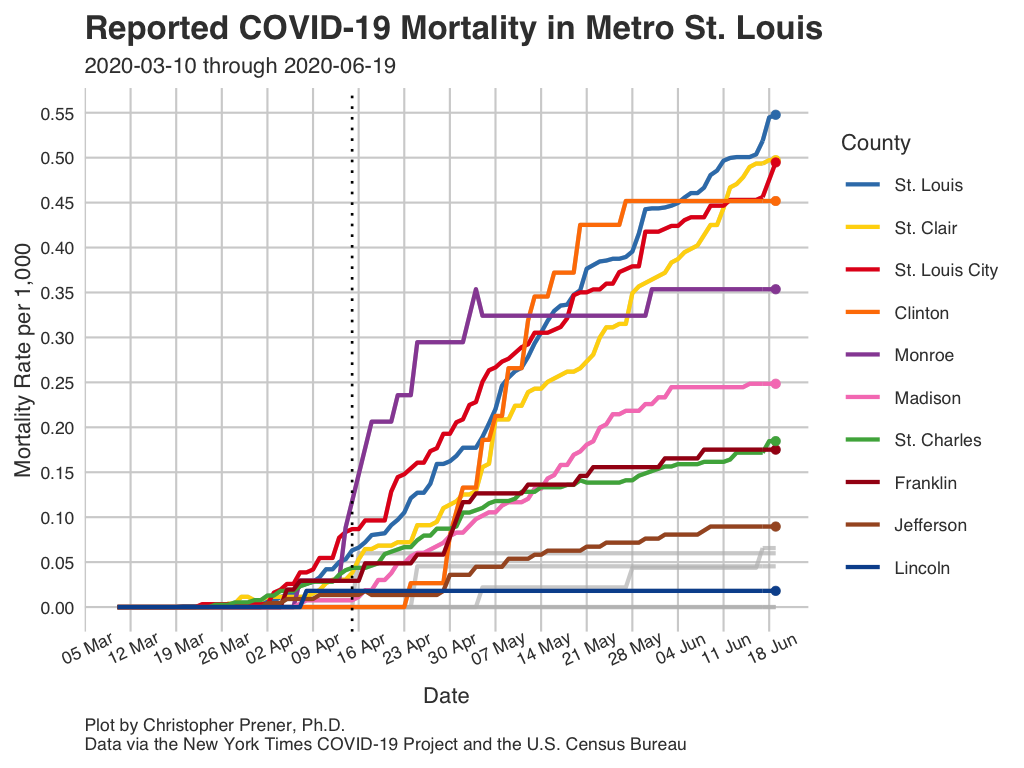 Reported COVID-19 Mortality in Metro St. Louis
2020-03-10 through 2020-06-19
Mortality Rate per 1,000
0.55
0.50
0.45
0.40
0.35
0.30
0.25
0.20
0.15
0.10
0.05
0.00
05 Mar
12 Mar
19 Mar
26 Mar
02 Apr
09 Apr
16 Apr
23 Apr
30 Apr
07 May
14 May
21 May
28 May
04 Jun
11 Jun
18 Jun
Date
County
St. Louis
St. Clair
St. Louis City
Clinton
Monroe
Madison
St. Charles
Franklin
Jefferson
Lincoln
Plot by Christopher Prener, Ph.D.
Data via the New York Times COVID-19 Project and the U.S. Census Bureau